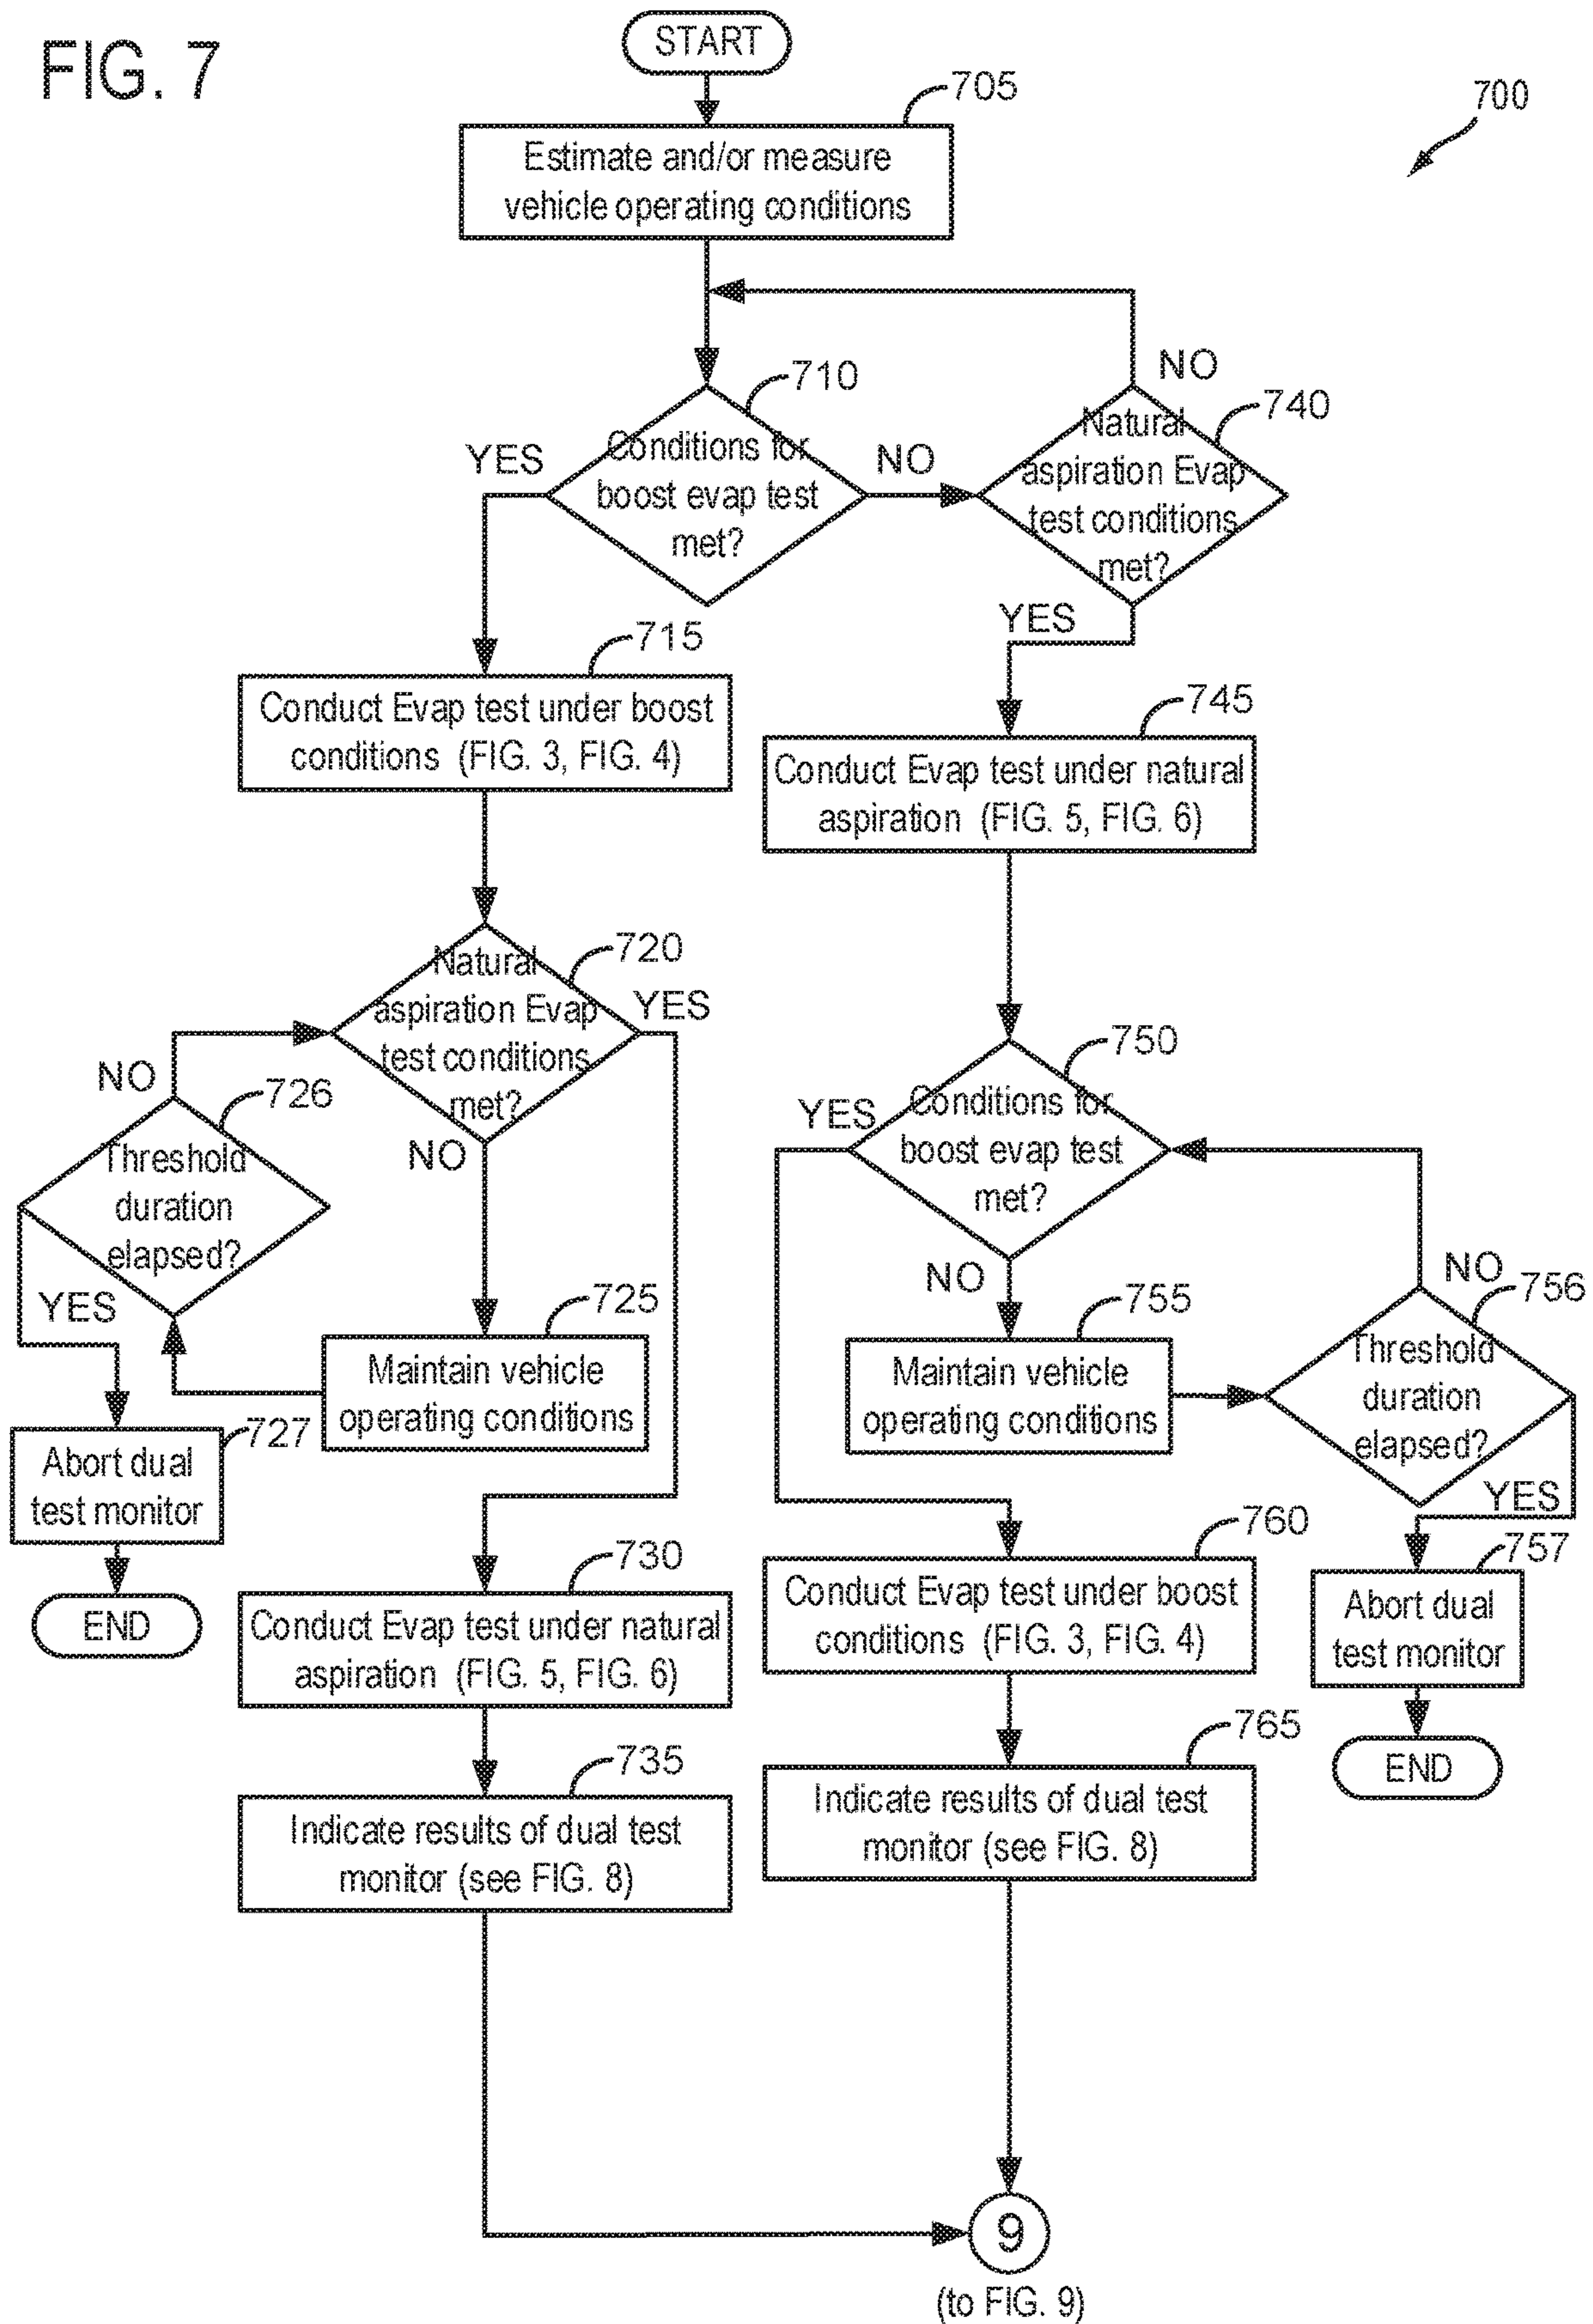 FIG. 7
START
705
700
Estimate and/or measure
vehicle operating conditions
NO
710
740
YES
Conditions for
boost evap test
met?
NO
Natural
aspiration Evap
test conditions
met?
YES
715
Conduct Evap test under boost
conditions (FIG. 3, FIG. 4)
745
Conduct Evap test under natural
aspiration (FIG. 5, FIG. 6)
720
Natural
aspiration Evap
test conditions
met?
YES
NO
NO
726
Threshold
duration
elapsed?
YES
725
Maintain vehicle
operating conditions
727
Abort dual
test monitor
END
750
YES
Conditions for
boost evap test
met?
NO
755
Maintain vehicle
operating conditions
NO
756
Threshold
duration
elapsed?
YES
757
Abort dual
test monitor
END
730
Conduct Evap test under natural
aspiration (FIG. 5, FIG. 6)
760
Conduct Evap test under boost
conditions (FIG. 3, FIG. 4)
735
Indicate results of dual test
monitor (see FIG. 8)
765
Indicate results of dual test
monitor (see FIG. 8)
9
(to FIG. 9)